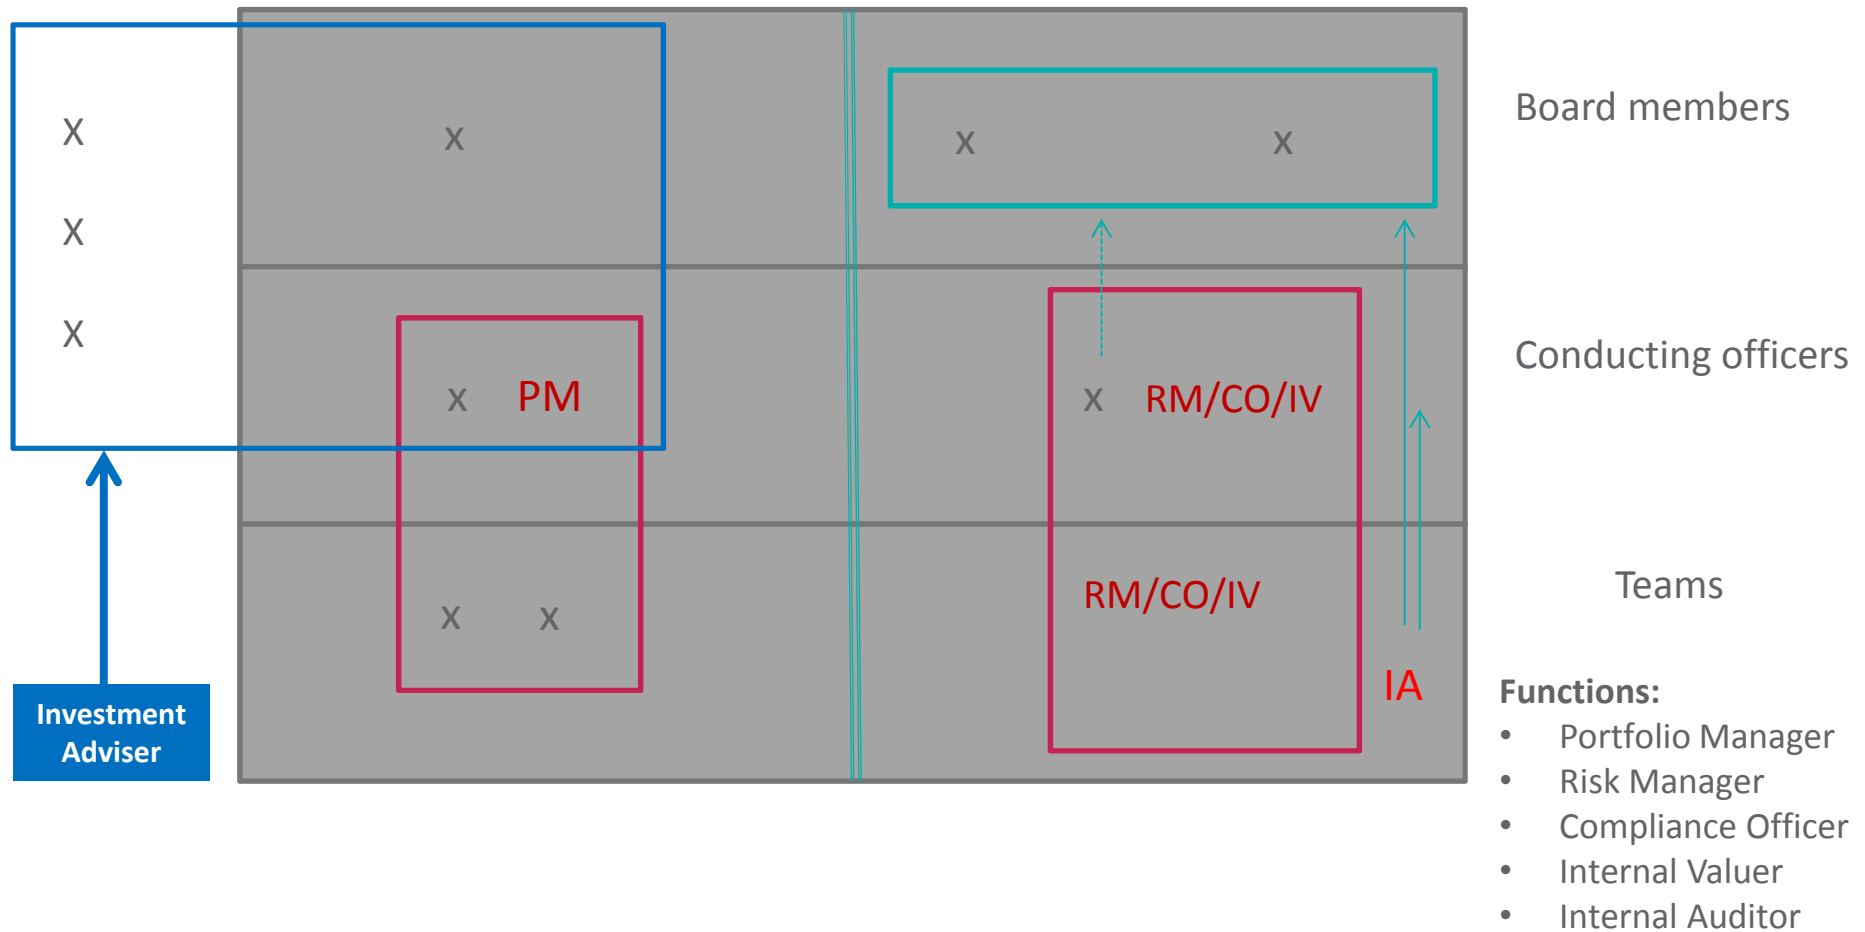 Board members
X
x
x
x
X
X
Conducting officers
x PM
x RM/CO/IV
RM/CO/IV
Teams
x x
IA
Investment
Adviser
Functions:
• Portfolio Manager
• Risk Manager
• Compliance Officer
• Internal Valuer
• Internal Auditor